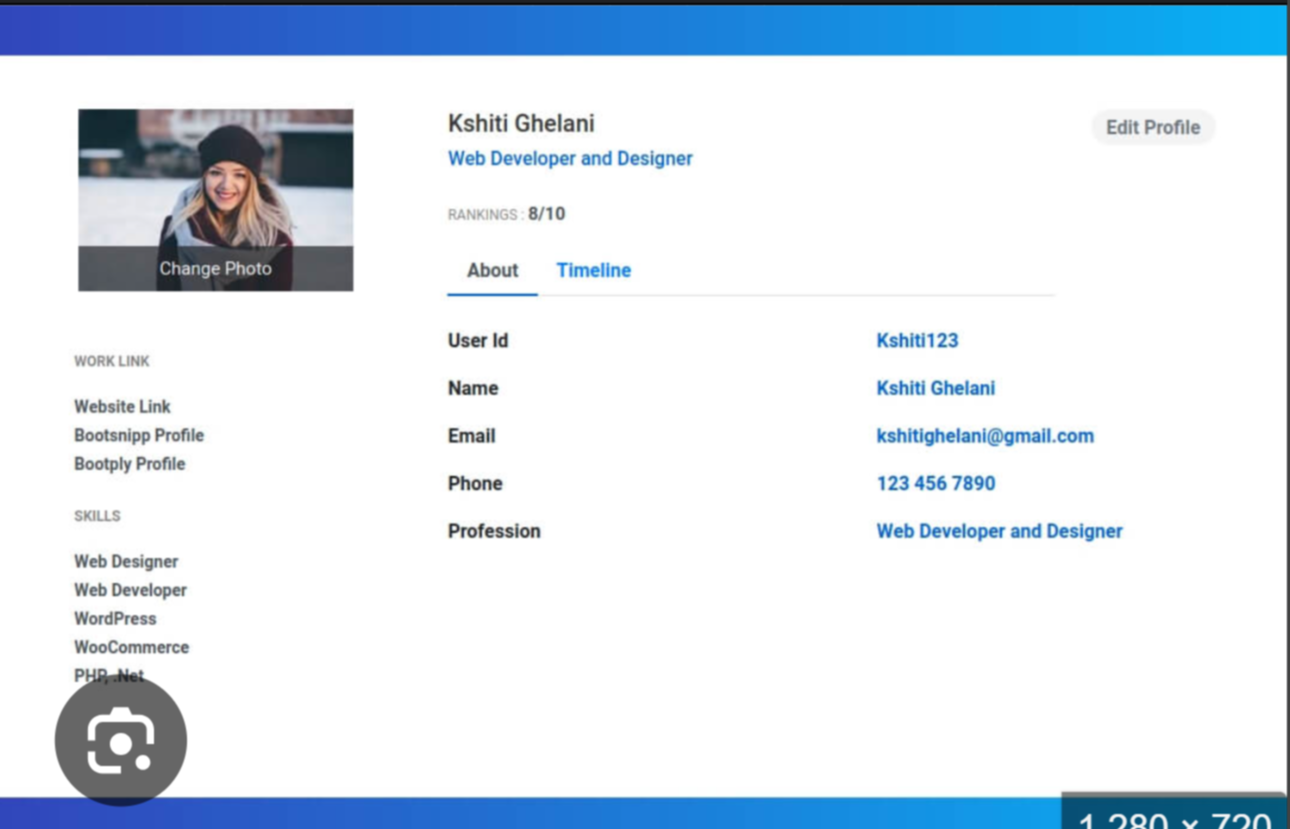 Kshiti Ghelani
Edit Profile
Web Developer and Designer
RANKINGS : 8/10
Change Photo
About Timeline
WORK LINK
Website Link
Bootsnipp Profile
Bootply Profile
SKILLS
Web Designer
Web Developer
WordPress
WooCommerce
PHP, .Net
User Id Kshiti123
Name Kshiti Ghelani
Email kshitighelani@gmail.com
Phone 123 456 7890
Profession Web Developer and Designer
1,280 × 720